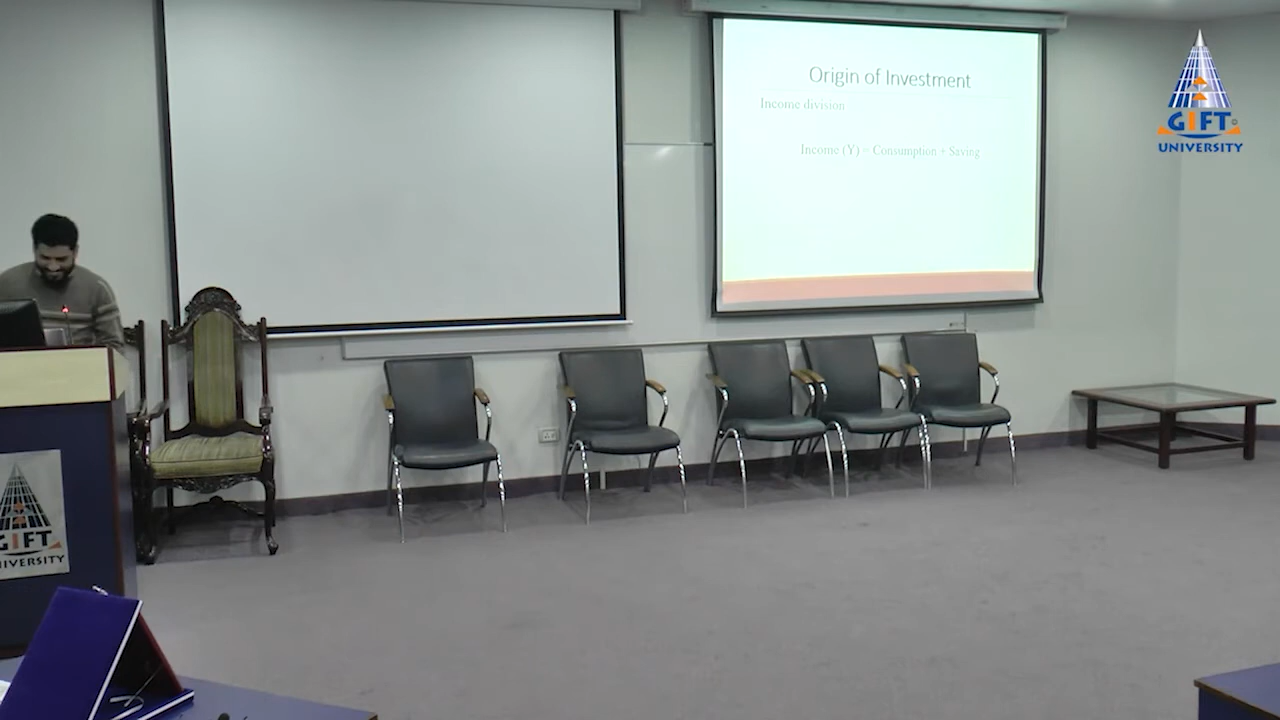 Origin of Investment
Income division
Income (Y) = Consumption + Saving
GIFT
UNIVERSITY
GIFT
UNIVERSITY